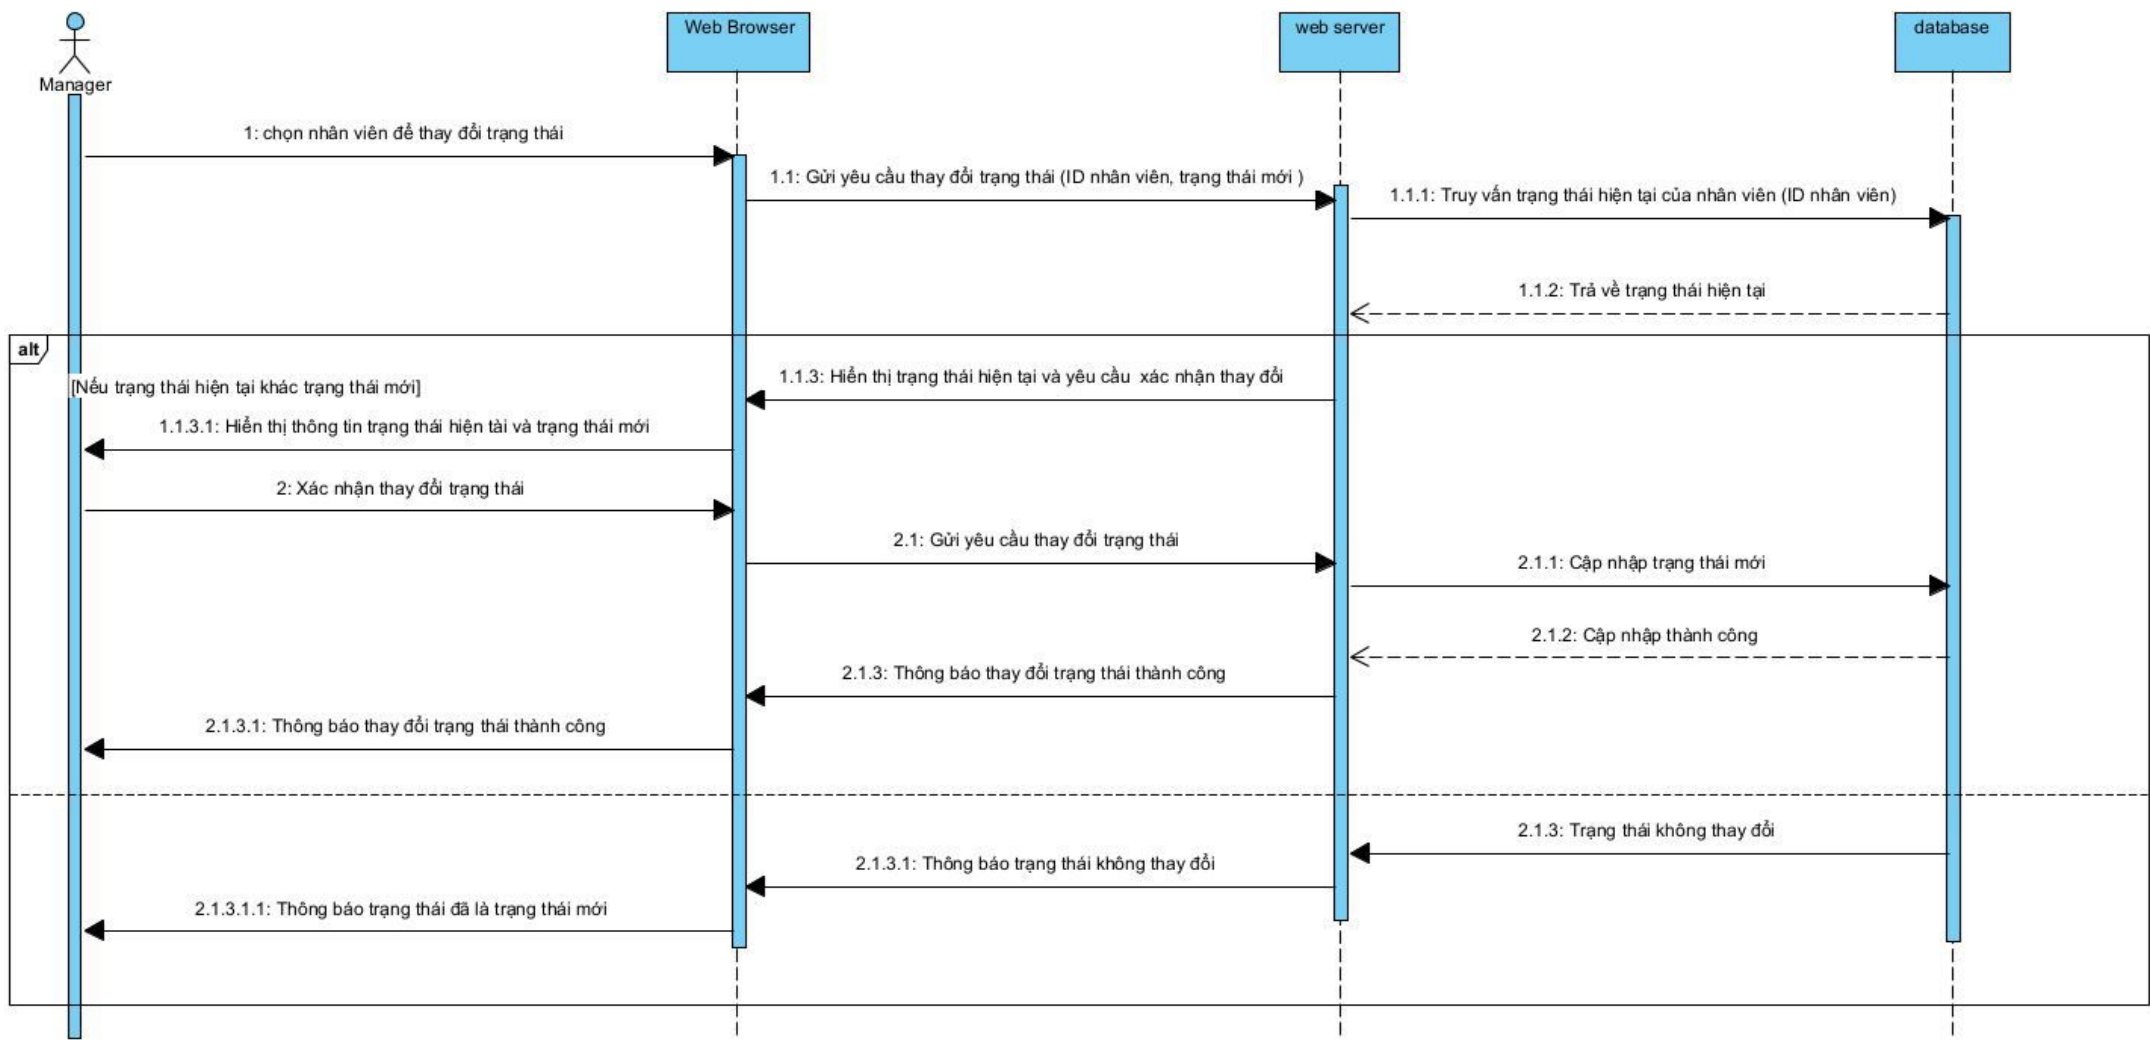 Manager
Web Browser
web server
database
1: chọn nhân viên để thay đổi trạng thái
1.1: Gửi yêu cầu thay đổi trạng thái (ID nhân viên, trạng thái mới )
1.1.1: Truy vấn trạng thái hiện tại của nhân viên (ID nhân viên)
1.1.2: Trả về trạng thái hiện tại
alt
[Nếu trạng thái hiện tại khác trạng thái mới]
1.1.3: Hiển thị trạng thái hiện tại và yêu cầu  xác nhận thay đổi
1.1.3.1: Hiển thị thông tin trạng thái hiện tài và trạng thái mới
2: Xác nhận thay đổi trạng thái
2.1: Gửi yêu cầu thay đổi trạng thái
2.1.1: Cập nhập trạng thái mới
2.1.2: Cập nhập thành công
2.1.3: Thông báo thay đổi trạng thái thành công
2.1.3.1: Thông báo thay đổi trạng thái thành công
2.1.3: Trạng thái không thay đổi
2.1.3.1: Thông báo trạng thái không thay đổi
2.1.3.1.1: Thông báo trạng thái đã là trạng thái mới